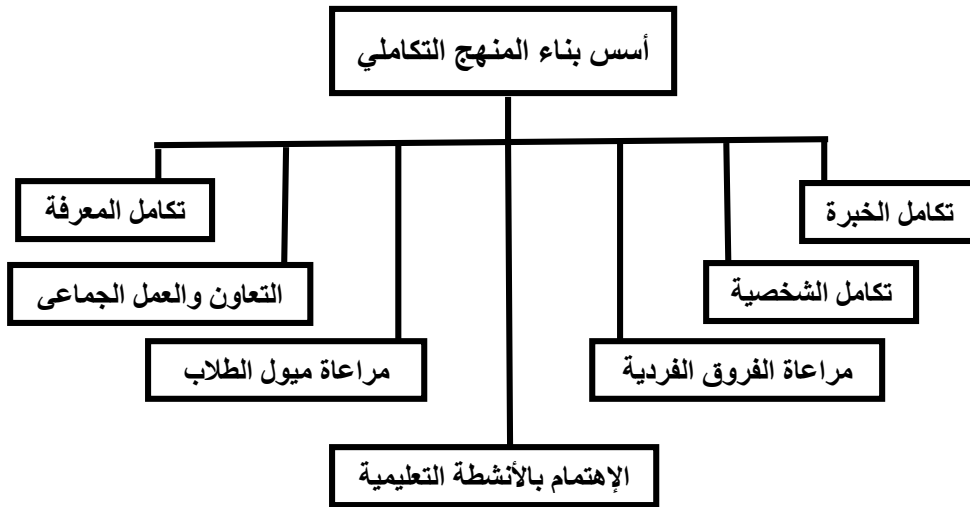 أسس بناء المنهج التكاملي
تكامل الخبرة
تكامل المعرفة
تكامل الشخصية
التعاون والعمل الجماعى
مراعاة الفروق الفردية
مراعاة ميول الطلاب
الإهتمام بالأنشطة التعليمية